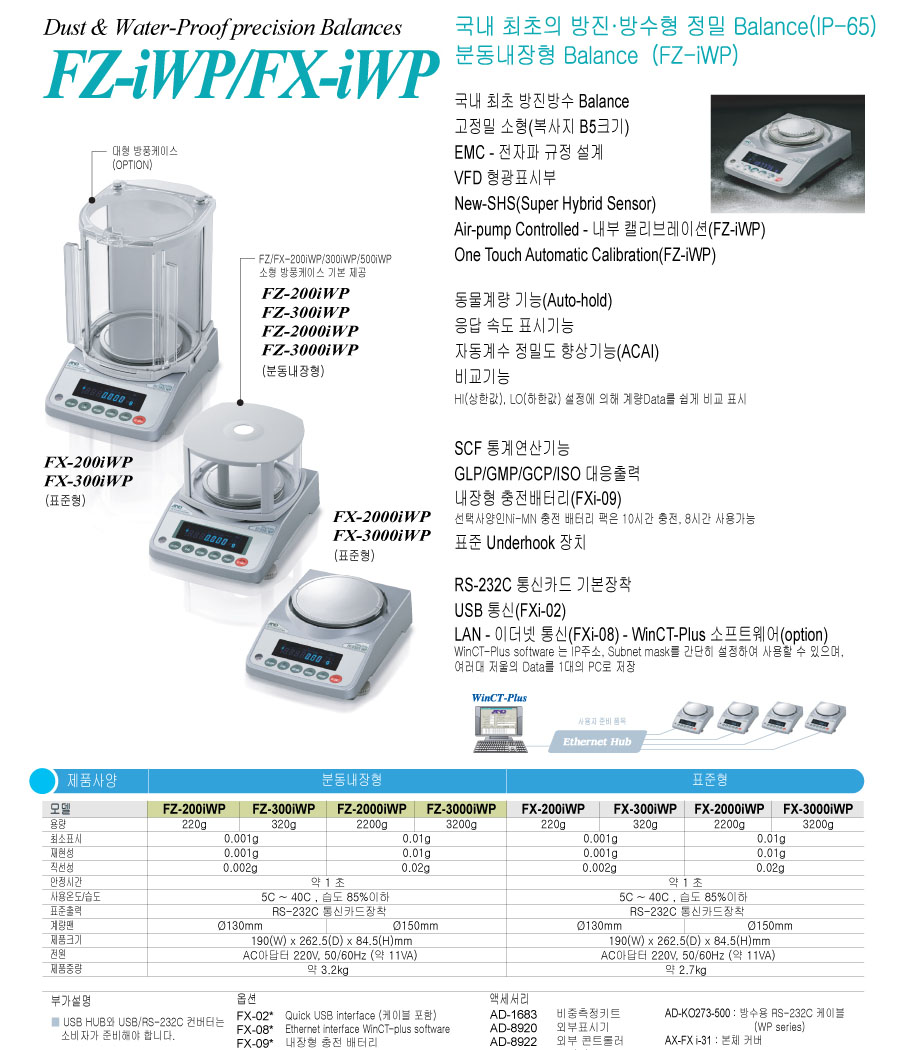 Dust & Water-Proof precision Balances
FZ-iWP/FX-iWP
국내 최초의 방진·방수형 정밀 Balance(IP-65)
분동내장형 Balance (FZ-iWP)
국내 최초 방진방수 Balance
고정밀 소형(복사지 B5크기)
EMC - 전자파 규정 설계
VFD 형광표시부
New-SHS(Super Hybrid Sensor)
Air-pump Controlled - 내부 캘리브레이션(FZ-iWP)
One Touch Automatic Calibration(FZ-iWP)
동물계량 기능(Auto-hold)
응답 속도 표시기능
자동계수 정밀도 향상기능(ACAI)
비교기능
HI(상한값), LO(하한값) 설정에 의해 계량Data를 쉽게 비교 표시
SCF 통계연산기능
GLP/GMP/GCP/ISO 대응출력
내장형 충전배터리(FXi-09)
선택사양인Ni-MN 충전 배터리 팩은 10시간 충전, 8시간 사용가능
표준 Underhook 장치
RS-232C 통신카드 기본장착
USB 통신(FXi-02)
LAN - 이더넷 통신(FXi-08) - WinCT-Plus 소프트웨어(option)
WinCT-Plus software 는 IP주소, Subnet mask를 간단히 설정하여 사용할 수 있으며,
여러대 저울의 Data를 1대의 PC로 저장
대형 방풍케이스
(OPTION)
FZ/FX-200iWP/300iWP/500iWP
소형 방풍케이스 기본 제공
FZ-200iWP
FZ-300iWP
FZ-2000iWP
FZ-3000iWP
(분동내장형)
FX-200iWP
FX-300iWP
(표준형)
FX-2000iWP
FX-3000iWP
(표준형)
WinCT-Plus
사용자 준비 품목
Ethernet Hub
제품사양 분동내장형 표준형
모델 FZ-200iWP FZ-300iWP FZ-2000iWP FZ-3000iWP FX-200iWP FX-300iWP FX-2000iWP FX-3000iWP
용량 220g 320g 2200g 3200g 220g 320g 2200g 3200g
최소표시 0.001g 0.01g 0.001g 0.01g
재현성 0.001g 0.01g 0.001g 0.01g
직선성 0.002g 0.02g 0.002g 0.02g
안정시간 약 1 초 약 1 초
사용온도/습도 5C ~ 40C , 습도 85%이하 5C ~ 40C , 습도 85%이하
표준출력 RS-232C 통신카드장착 RS-232C 통신카드장착
계량팬 Ø130mm Ø150mm Ø130mm Ø150mm
제품크기 190(W) x 262.5(D) x 84.5(H)mm 190(W) x 262.5(D) x 84.5(H)mm
전원 AC아답터 220V, 50/60Hz (약 11VA) AC아답터 220V, 50/60Hz (약 11VA)
제품중량 약 3.2kg 약 2.7kg
부가설명
■ USB HUB와 USB/RS-232C 컨버터는
소비자가 준비해야 합니다.
옵션
FX-02* Quick USB interface (케이블 포함)
FX-08* Ethernet interface WinCT-plus software
FX-09* 내장형 충전 배터리
액세서리
AD-1683 비중측정키트
AD-8920 외부표시기
AD-8922 외부 콘트롤러
AD-KO273-500 : 방수용 RS-232C 케이블
(WP series)
AX-FX i-31 : 본체 커버